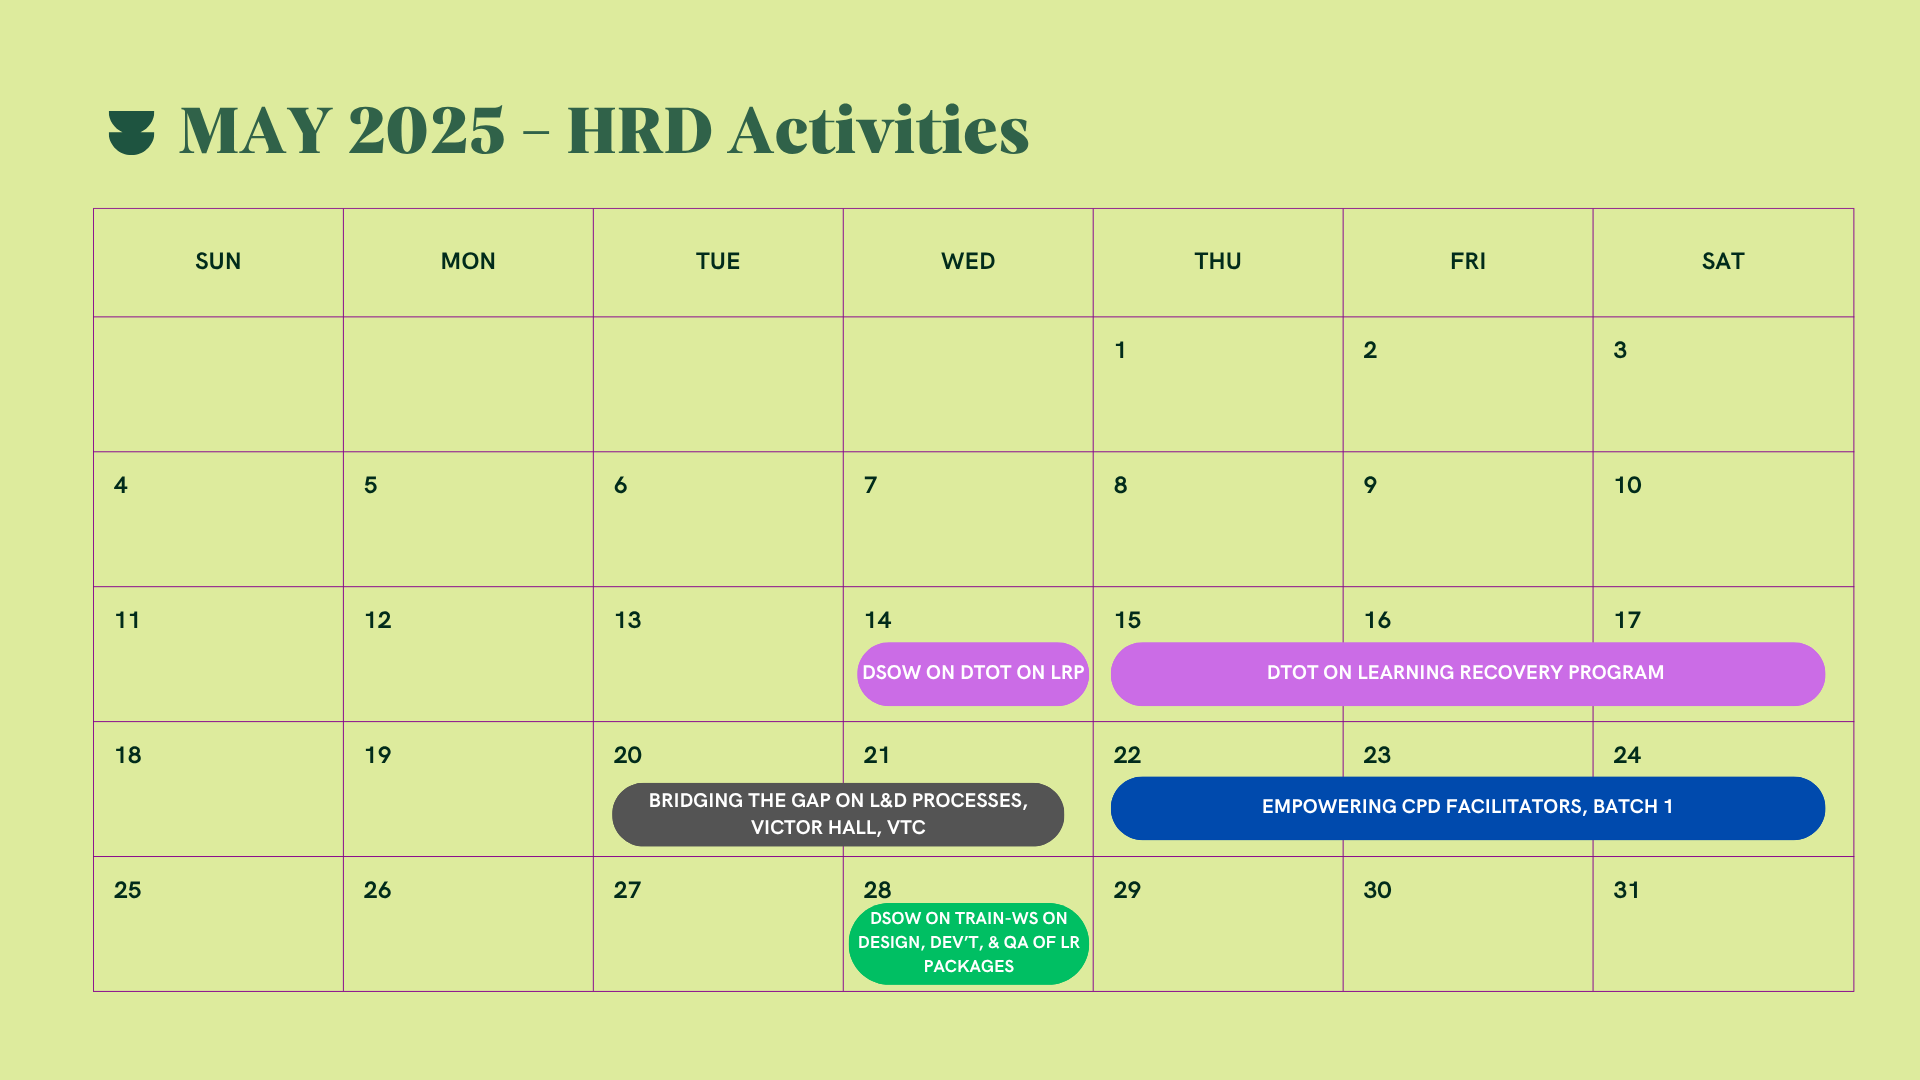 MAY 2025 – HRD Activities
SUN MON TUE WED THU FRI SAT
1 2 3
4 5 6 7 8 9 10
11 12 13 14 15 16 17
DSOW ON DTOT ON LRP
DTOT ON LEARNING RECOVERY PROGRAM
18 19 20 21 22 23 24
BRIDGING THE GAP ON L&D PROCESSES,
VICTOR HALL, VTC
EMPOWERING CPD FACILITATORS, BATCH 1
25 26 27 28 29 30 31
DSOW ON TRAIN-WS ON
DESIGN, DEV’T, & QA OF LR
PACKAGES